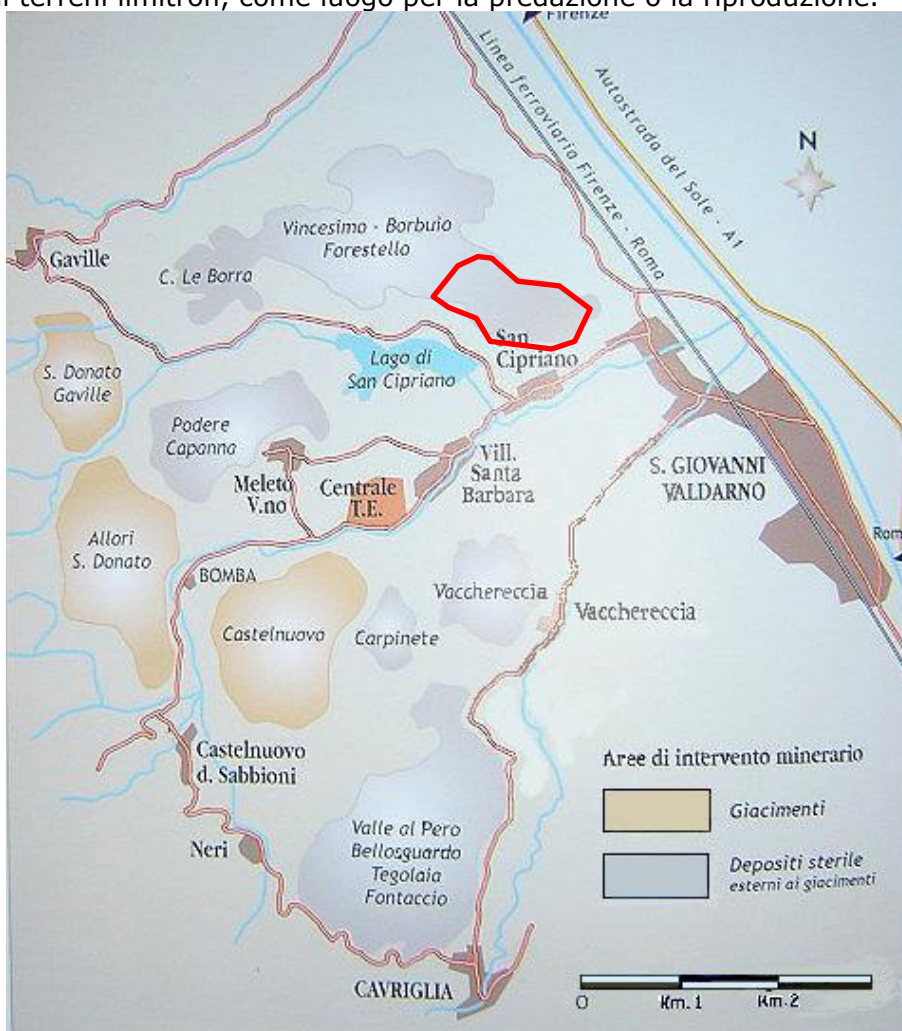 terreni limitrofi, come luogo per la predazione o la riproduzione.
Firenze
Linea ferroviaria Firenze - Roma
Autostrada del Sole - A1
N
Vincesimo - Borbuio
Forestello
Gaville
C. Le Borra
San
Cipriano
Lago di
San Cipriano
S. Donato
Gaville
Podere
Capanna
Vill.
Santa
Barbara
S. GIOVANNI
VALDARNO
Meleto
V.no
Centrale
T.E.
Allori
S. Donato
Rom
BOMBA
Vacchereccia
Vacchereccia
Castelnuovo
Carpinete
Castelnuovo
d. Sabbioni
Aree di intervento minerario
Giacimenti
Depositi sterile
esterni ai giacimenti
Neri
Valle al Pero
Bellosguardo
Tegolaia
Fontaccio
CAVRIGLIA
0 Km. 1 Km. 2